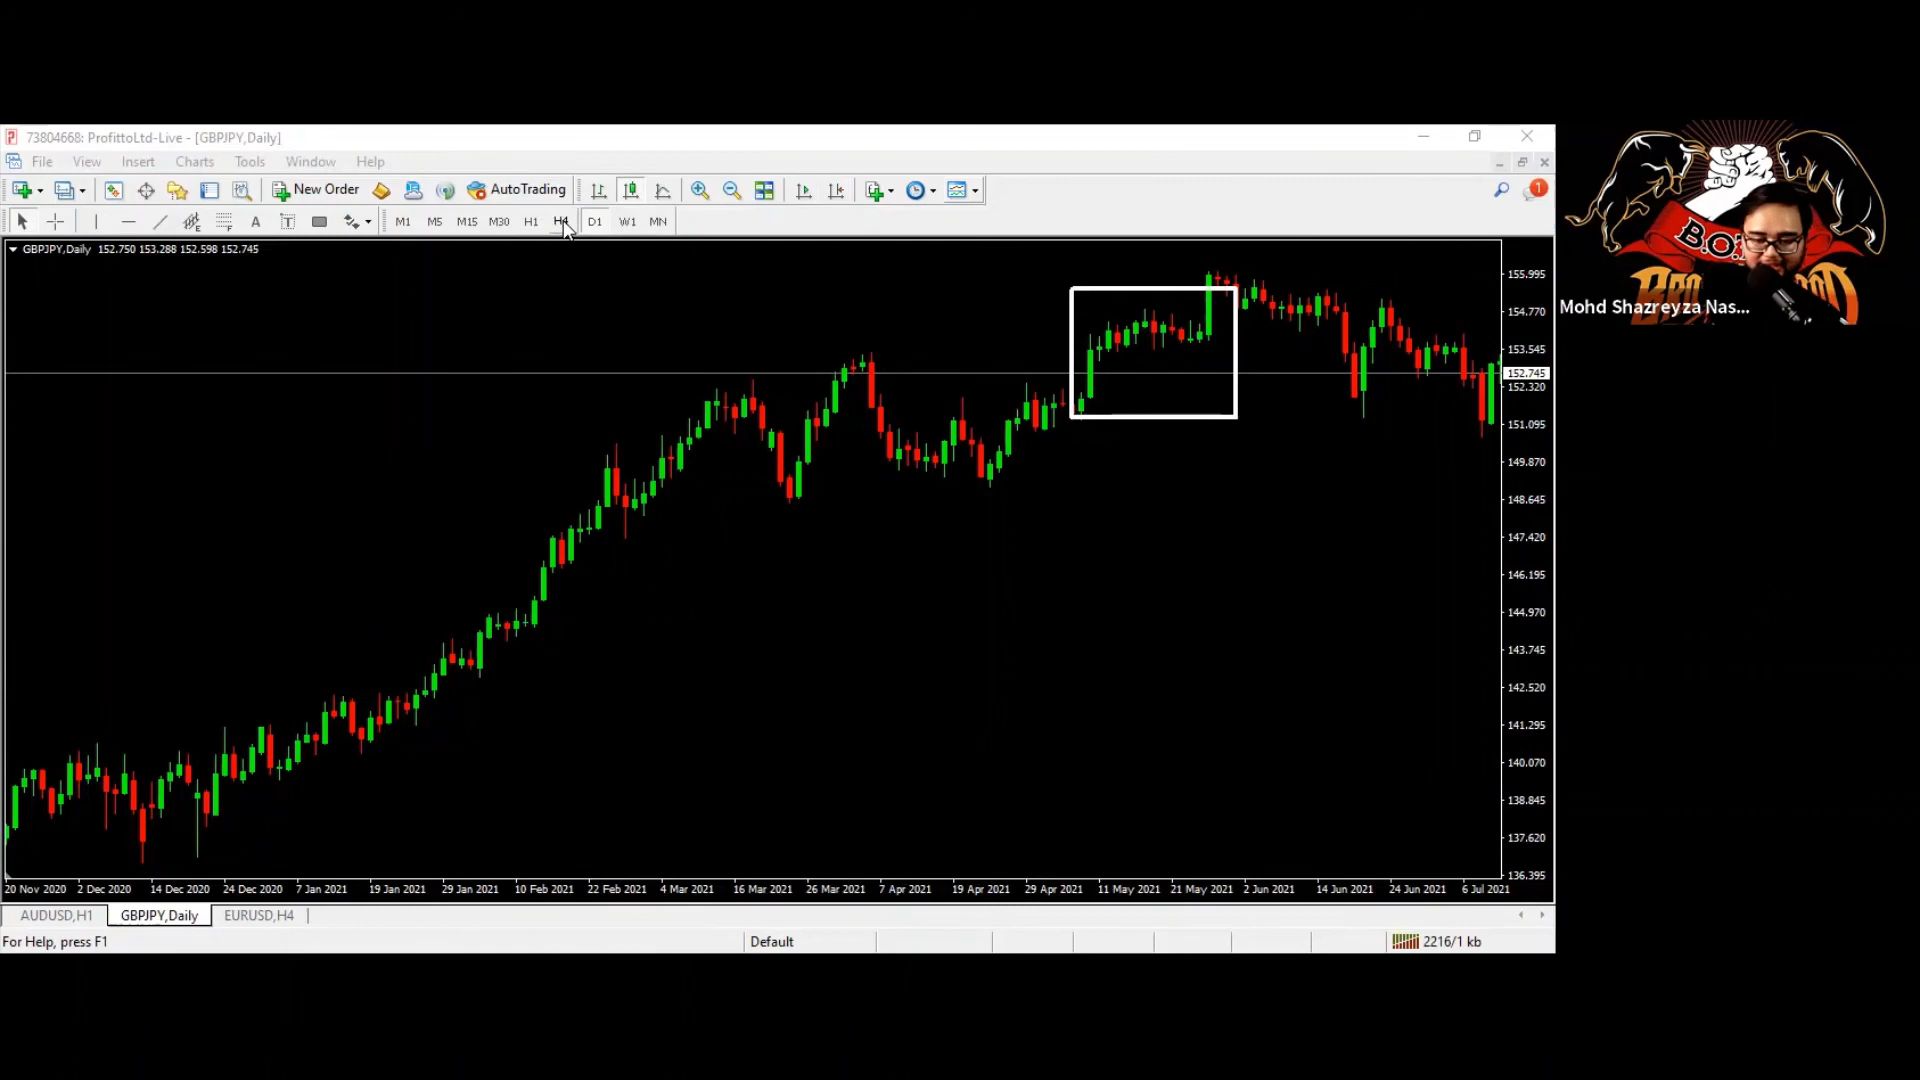 73804668: ProfittoLtd-Live - [GBPJPY,Daily]
File View Insert Charts Tools Window Help
New Order AutoTrading 1
A T M1 M5 M15 M30 H1 H4 D1 W1 MN
GBPJPY,Daily 152.750 153.288 152.598 152.745
155.995
154.770
153.545
152.745
152.320
151.095
149.870
148.645
147.420
146.195
144.970
143.745
142.520
141.295
140.070
138.845
137.620
136.395
20 Nov 2020 2 Dec 2020 14 Dec 2020 24 Dec 2020 7 Jan 2021 19 Jan 2021 29 Jan 2021 10 Feb 2021 22 Feb 2021 4 Mar 2021 16 Mar 2021 26 Mar 2021 7 Apr 2021 19 Apr 2021 29 Apr 2021 11 May 2021 21 May 2021 2 Jun 2021 14 Jun 2021 24 Jun 2021 6 Jul 2021
AUDUSD,H1 GBPJPY,Daily EURUSD,H4
For Help, press F1 Default 2216/1 kb
Mohd Shazreyza Nas...